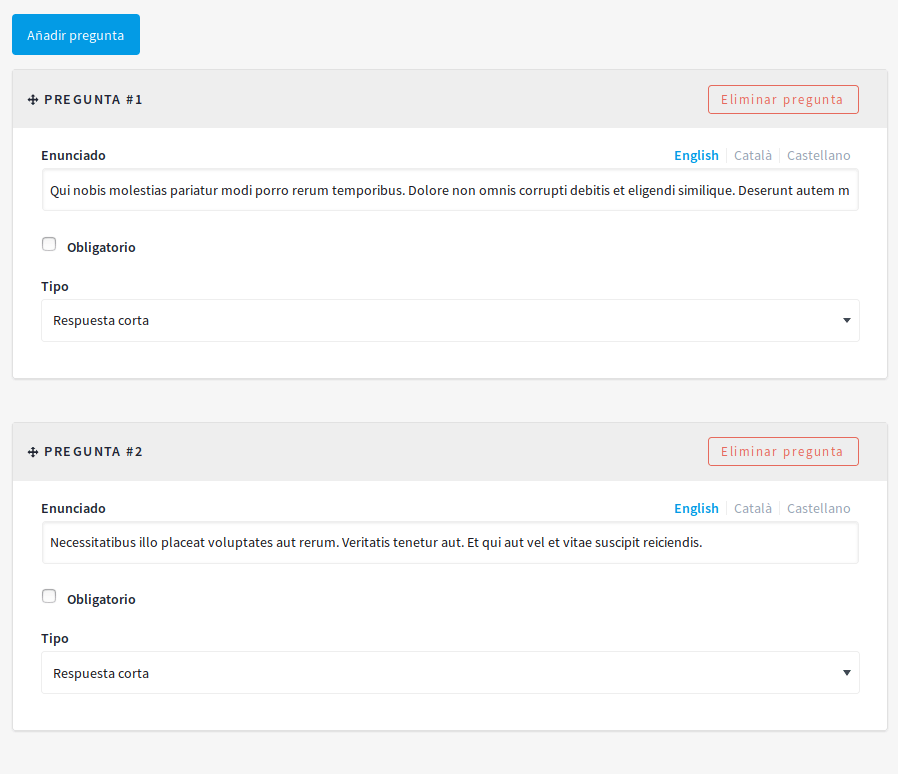 Añadir pregunta
PREGUNTA #1 Eliminar pregunta
Enunciado English Català Castellano
Qui nobis molestias pariatur modi porro rerum temporibus. Dolore non omnis corrupti debitis et eligendi similique. Deserunt autem m
Obligatorio
Tipo
Respuesta corta
PREGUNTA #2 Eliminar pregunta
Enunciado English Català Castellano
Necessitatibus illo placeat voluptates aut rerum. Veritatis tenetur aut. Et qui aut vel et vitae suscipit reiciendis.
Obligatorio
Tipo
Respuesta corta